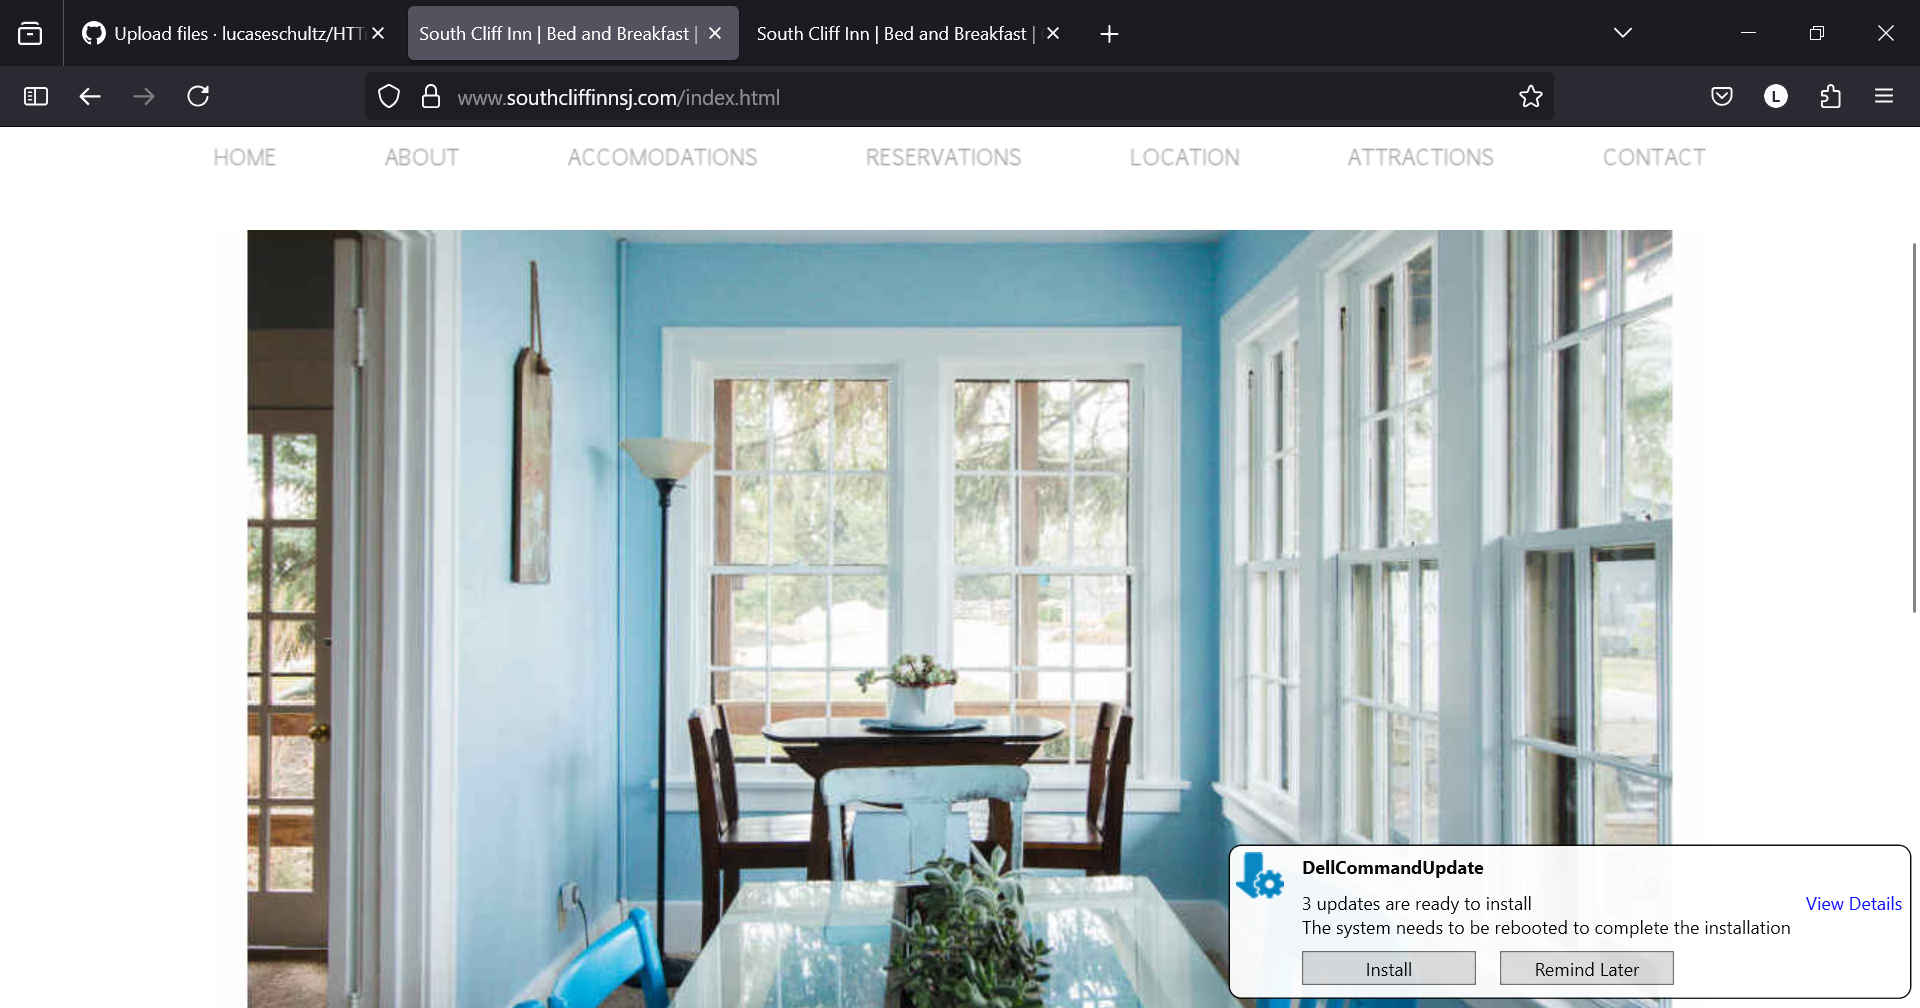 Upload files · lucaseschultz/HTT
South Cliff Inn | Bed and Breakfast |
South Cliff Inn | Bed and Breakfast |
www.southcliffinnsj.com/index.html
L
HOME ABOUT ACCOMODATIONS RESERVATIONS LOCATION ATTRACTIONS CONTACT
DellCommandUpdate
3 updates are ready to install View Details
The system needs to be rebooted to complete the installation
Install Remind Later